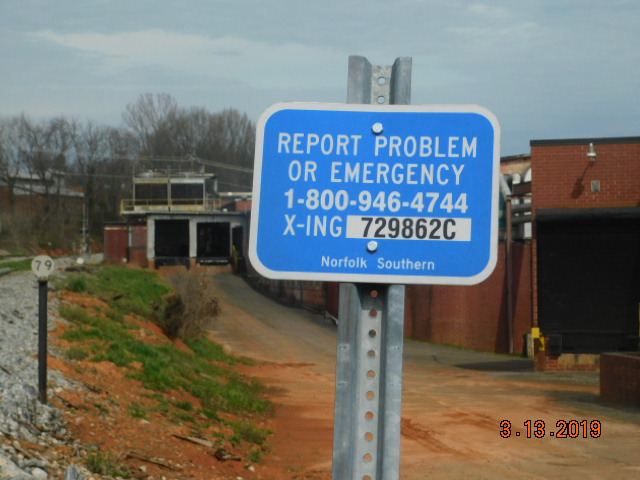 REPORT PROBLEM
OR EMERGENCY
1-800-946-4744
X-ING 729862C
Norfolk Southern
79
3.13.2019